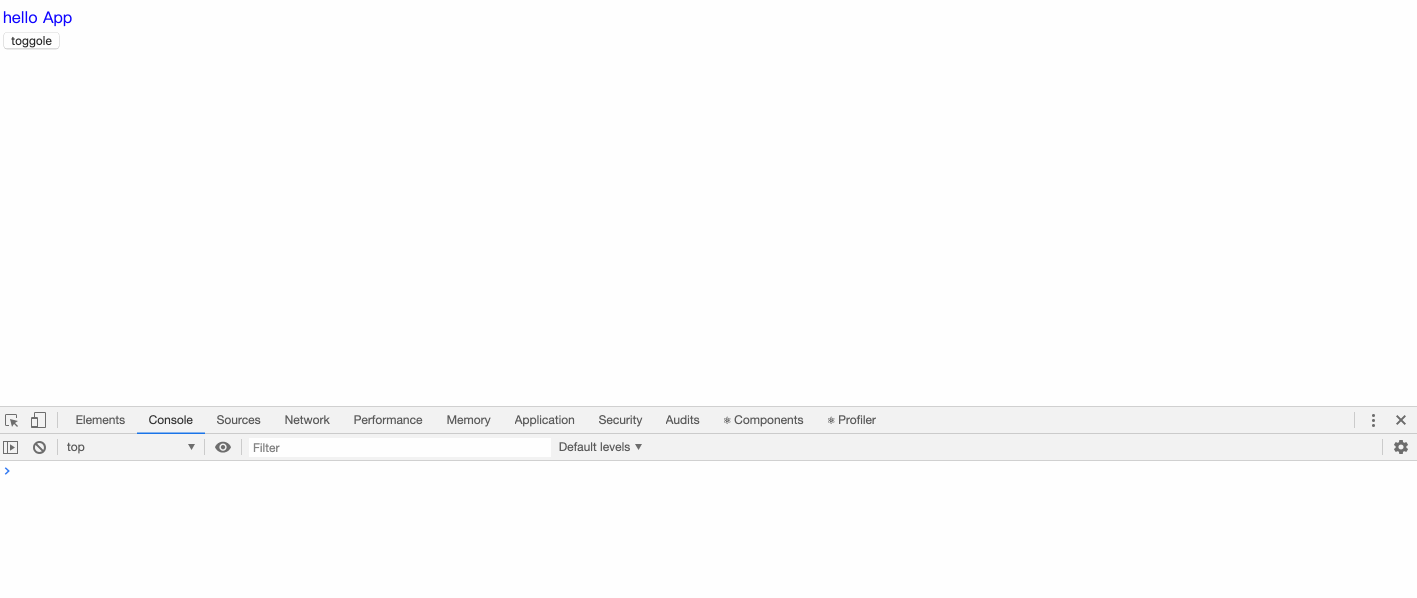 hello App
toggole
Elements Console Sources Network Performance Memory Application Security Audits Components Profiler
top Filter Default levels